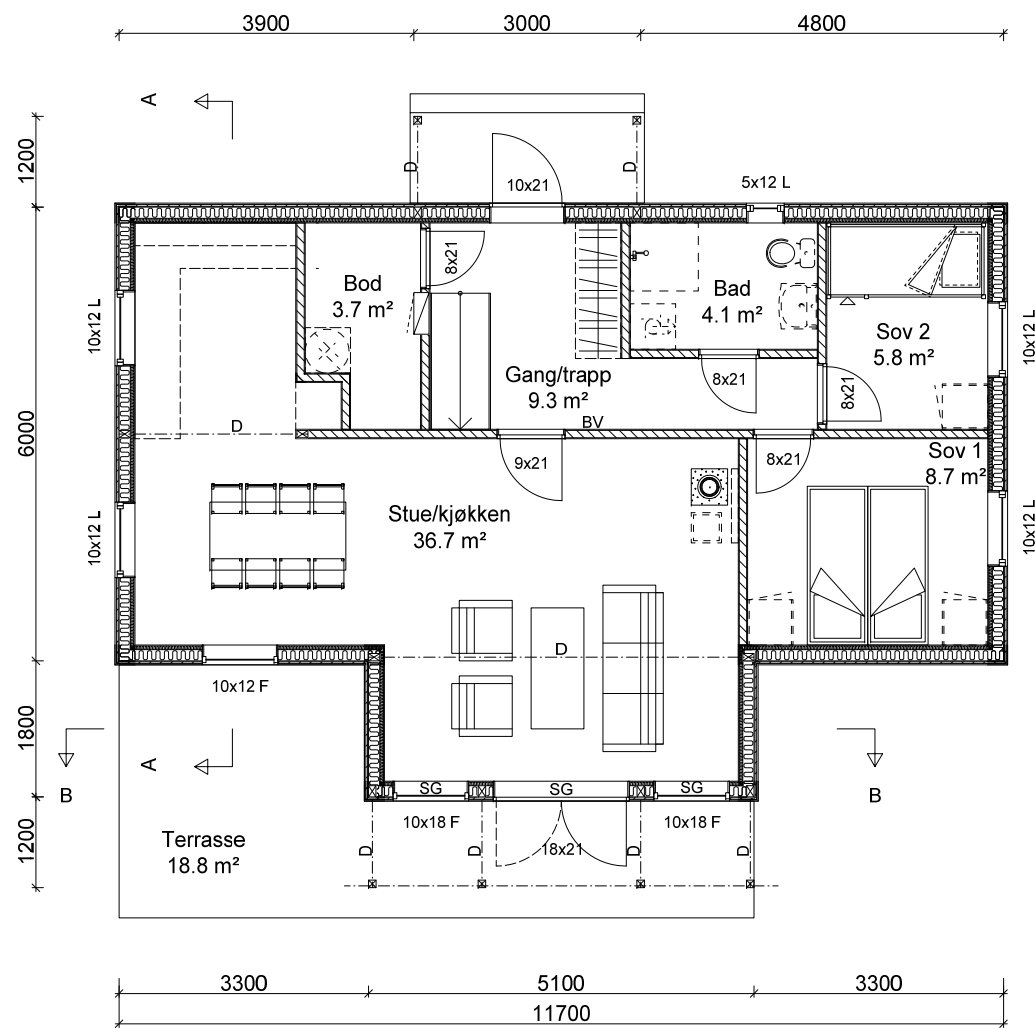 3900
3000
4800
A
1200
D
D
10x21
5x12 L
8x21
Bod
3.7 m²
Bad
4.1 m²
Sov 2
5.8 m²
10x12 L
10x12 L
Gang/trapp
9.3 m²
8x21
8x21
6000
D
BV
9x21
8x21
Sov 1
8.7 m²
Stue/kjøkken
36.7 m²
10x12 L
10x12 L
D
10x12 F
1800
A
B
B
SG
SG
SG
10x18 F
10x18 F
1200
Terrasse
18.8 m²
D
D
18x21
D
D
3300
5100
3300
11700